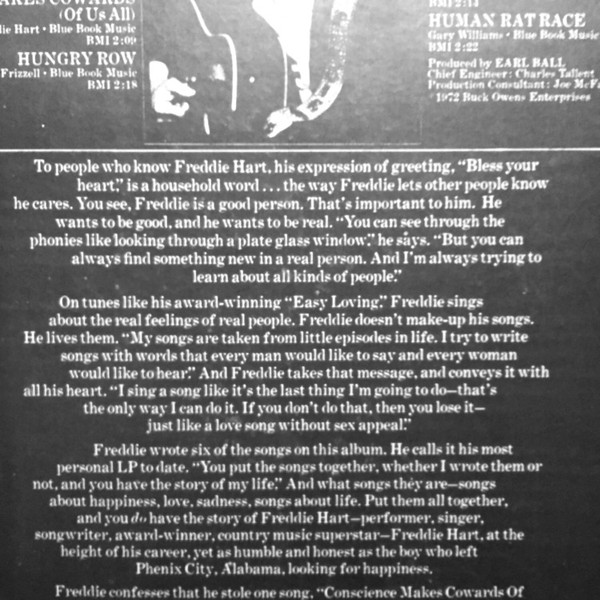 COWARDS
(Of Us All)
Hart • Blue Book Music
BMI 2:09
HUNGRY ROW
Frizzell • Blue Book Music
BMI 2:18
BMI 2:13
HUMAN RAT RACE
Gary Williams • Blue Book Music
BMI 2:22
Produced by EARL BALL
Chief Engineer: Charles Tallent
Production Consultant: Joe
1972 Buck Owens Enterprises
To people who know Freddie Hart, his expression of greeting, “Bless your
heart,” is a household word . . . the way Freddie lets other people know
he cares. You see, Freddie is a good person. That’s important to him. He
wants to be good, and he wants to be real. “You can see through the
phonies like looking through a plate glass window,” he says. “But you can
always find something new in a real person. And I’m always trying to
learn about all kinds of people.”
On tunes like his award-winning “Easy Loving,” Freddie sings
about the real feelings of real people. Freddie doesn’t make-up his songs.
He lives them. “My songs are taken from little episodes in life. I try to write
songs with words that every man would like to say and every woman
would like to hear.” And Freddie takes that message, and conveys it with
all his heart. “I sing a song like it’s the last thing I’m going to do—that’s
the only way I can do it. If you don’t do that, then you lose it—
just like a love song without sex appeal.”
Freddie wrote six of the songs on this album. He calls it his most
personal LP to date. “You put the songs together, whether I wrote them or
not, and you have the story of my life.” And what songs they are—songs
about happiness, love, sadness, songs about life. Put them all together,
and you do have the story of Freddie Hart—performer, singer,
songwriter, award-winner, country music superstar—Freddie Hart, at the
height of his career, yet as humble and honest as the boy who left
Phenix City, Alabama, looking for happiness.
Freddie confesses that he stole one song, “Conscience Makes Cowards Of